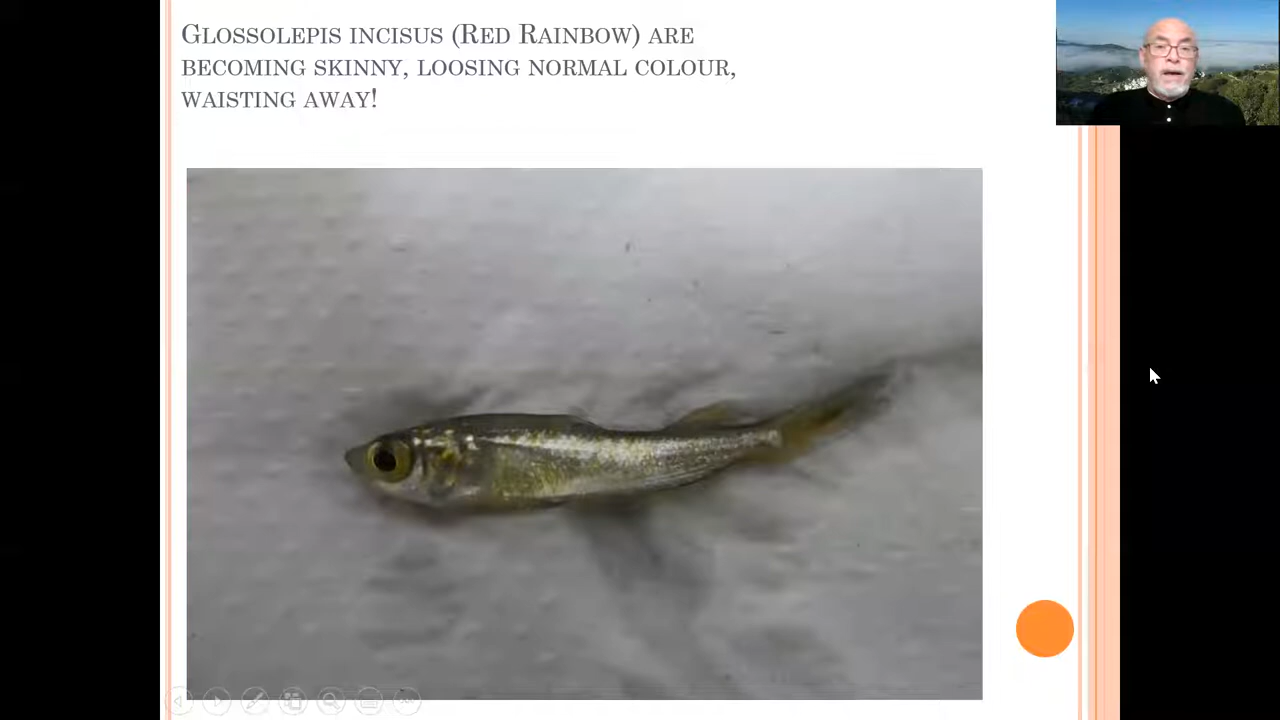 Glossolepis incisus (Red Rainbow) are
becoming skinny, loosing normal colour,
waisting away!